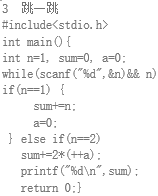 3 跳一跳
#include<stdio.h>
int main(){
int n=1, sum=0, a=0;
while(scanf("%d",&n)&& n)
if(n==1) {
sum+=n;
a=0;
} else if(n==2)
sum+=2*(++a);
printf("%d\n",sum);
return 0;}